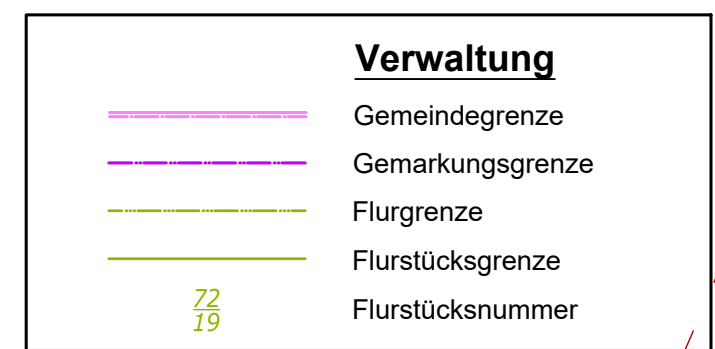 Verwaltung
Gemeindegrenze
Gemarkungsgrenze
Flurgrenze
Flurstücksgrenze
72
19
Flurstücksnummer